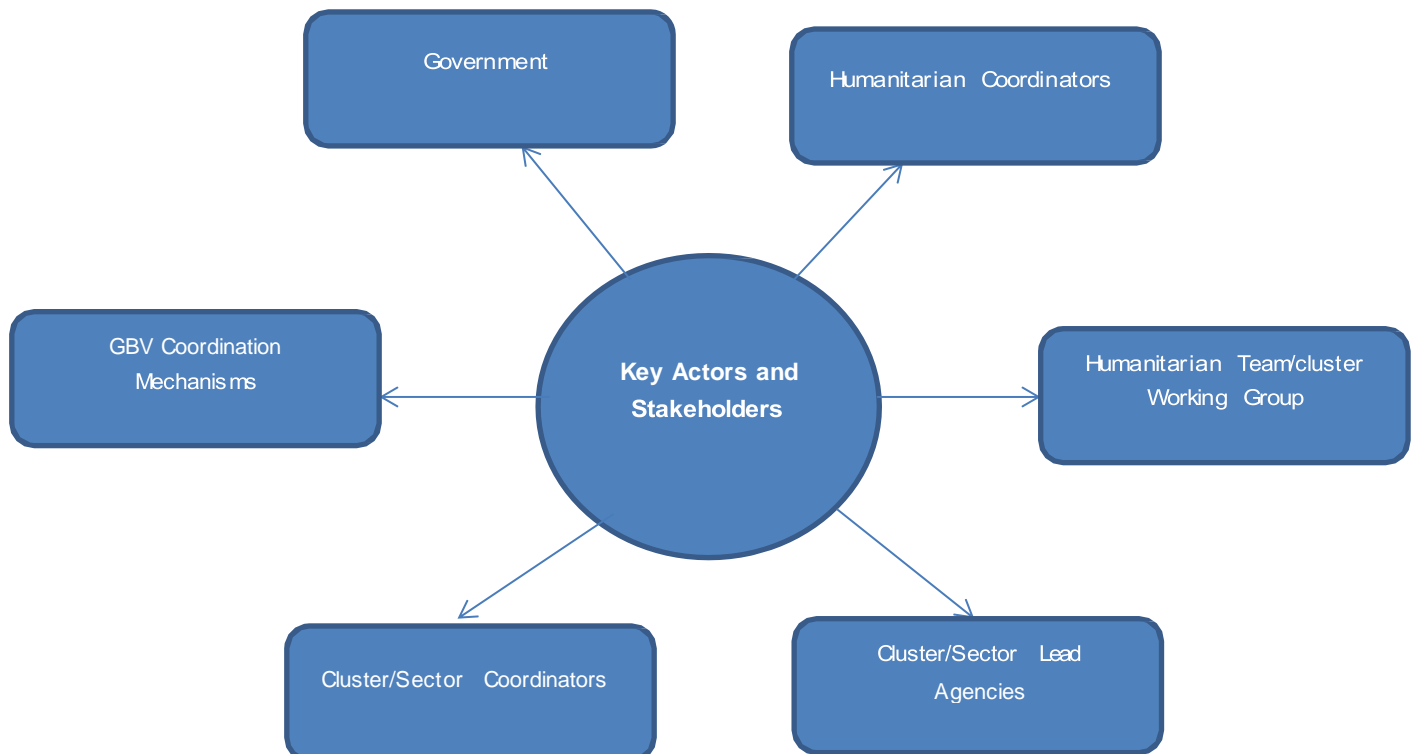 Government
Humanitarian Coordinators
GBV Coordination
Mechanisms
Key Actors and
Stakeholders
Humanitarian Team/cluster
Working Group
Cluster/Sector Coordinators
Cluster/Sector Lead
Agencies